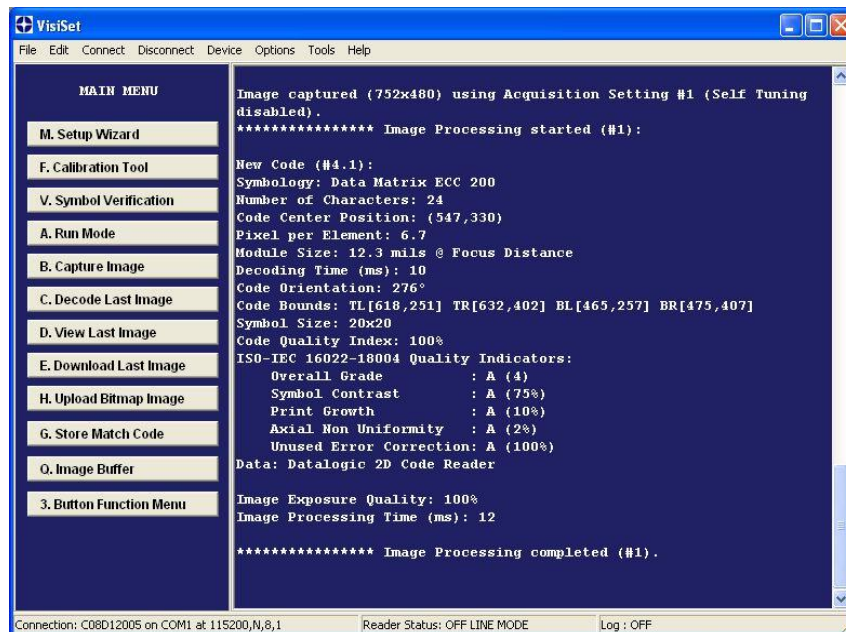 VisiSet
File Edit Connect Disconnect Device Options Tools Help
MAIN MENU
M. Setup Wizard
F. Calibration Tool
V. Symbol Verification
A. Run Mode
B. Capture Image
C. Decode Last Image
D. View Last Image
E. Download Last Image
H. Upload Bitmap Image
G. Store Match Code
Q. Image Buffer
3. Button Function Menu
Image captured (752x480) using Acquisition Setting #1 (Self Tuning
disabled).
**************** Image Processing started (#1):
New Code (#4.1):
Symbology: Data Matrix ECC 200
Number of Characters: 24
Code Center Position: (547,330)
Pixel per Element: 6.7
Module Size: 12.3 mils @ Focus Distance
Decoding Time (ms): 10
Code Orientation: 276°
Code Bounds: TL[618,251] TR[632,402] BL[465,257] BR[475,407]
Symbol Size: 20x20
Code Quality Index: 100%
ISO-IEC 16022-18004 Quality Indicators:
Overall Grade : A (4)
Symbol Contrast : A (75%)
Print Growth : A (10%)
Axial Non Uniformity : A (2%)
Unused Error Correction: A (100%)
Data: Datalogic 2D Code Reader
Image Exposure Quality: 100%
Image Processing Time (ms): 12
**************** Image Processing completed (#1).
Connection: C08D12005 on COM1 at 115200,N,8,1 Reader Status: OFF LINE MODE Log : OFF